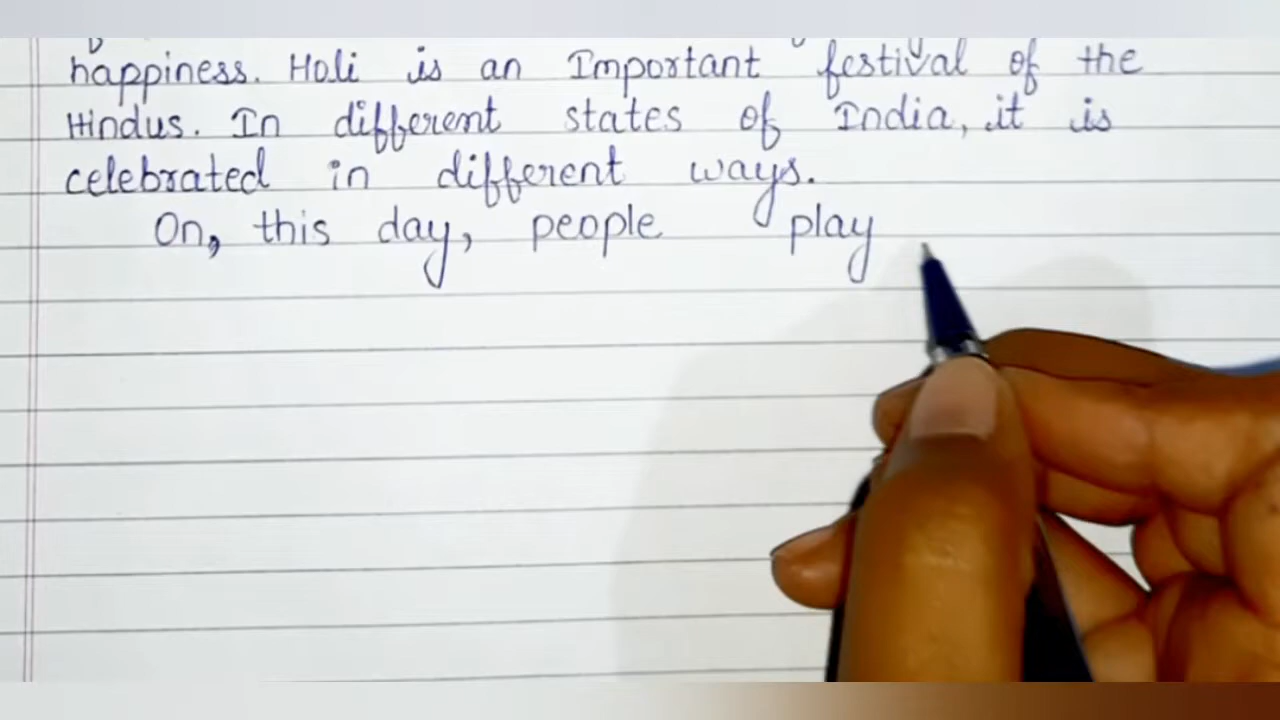 happiness. Holi is an Important festival of the
Hindus. In different states of India, it is
celebrated in different ways.
On, this day, people play